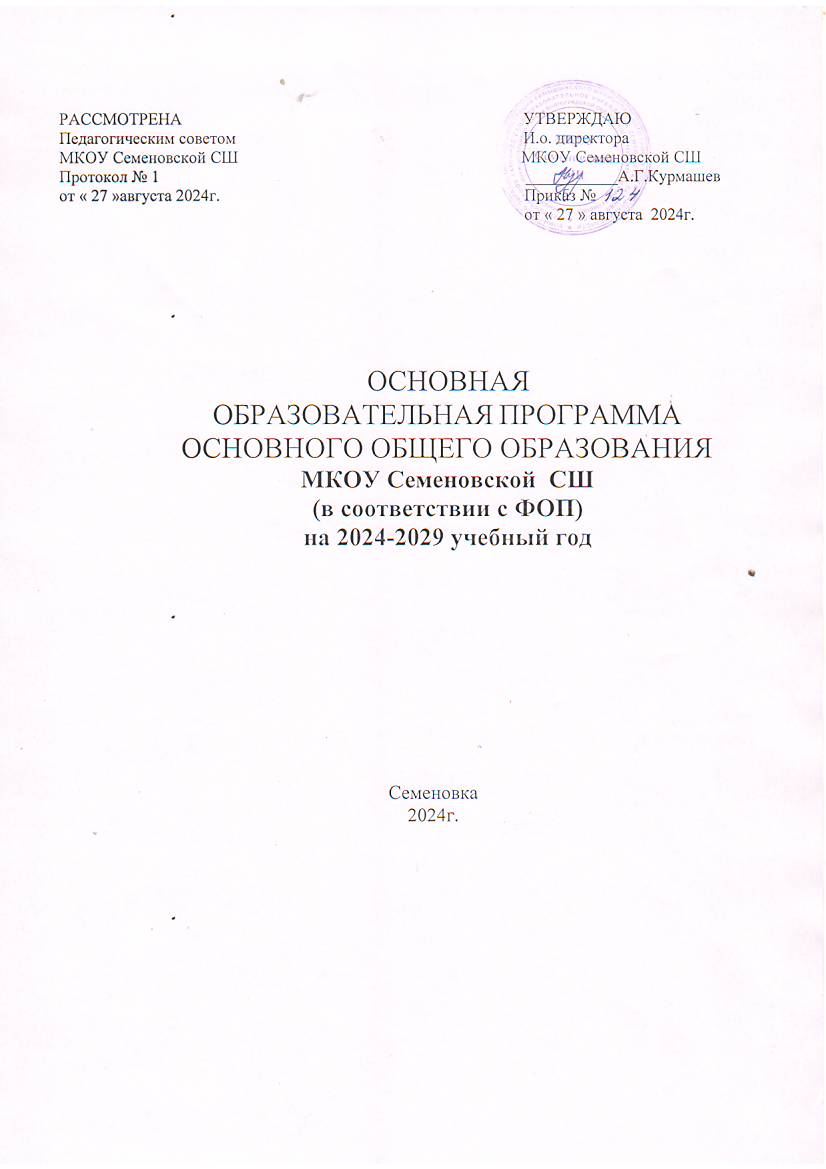 РАССМОТРЕНА
Педагогическим советом
МКОУ Семеновской СШ
Протокол № 1
от « 27 »августа 2024г.
УТВЕРЖДАЮ
И.о. директора
МКОУ Семеновской СШ
А.Г.Курмашев
Приказ № 124
от « 27 » августа 2024г.
ОСНОВНАЯ
ОБРАЗОВАТЕЛЬНАЯ ПРОГРАММА
ОСНОВНОГО ОБЩЕГО ОБРАЗОВАНИЯ
МКОУ Семеновской СШ
(в соответствии с ФОП)
на 2024-2029 учебный год
Семеновка
2024г.